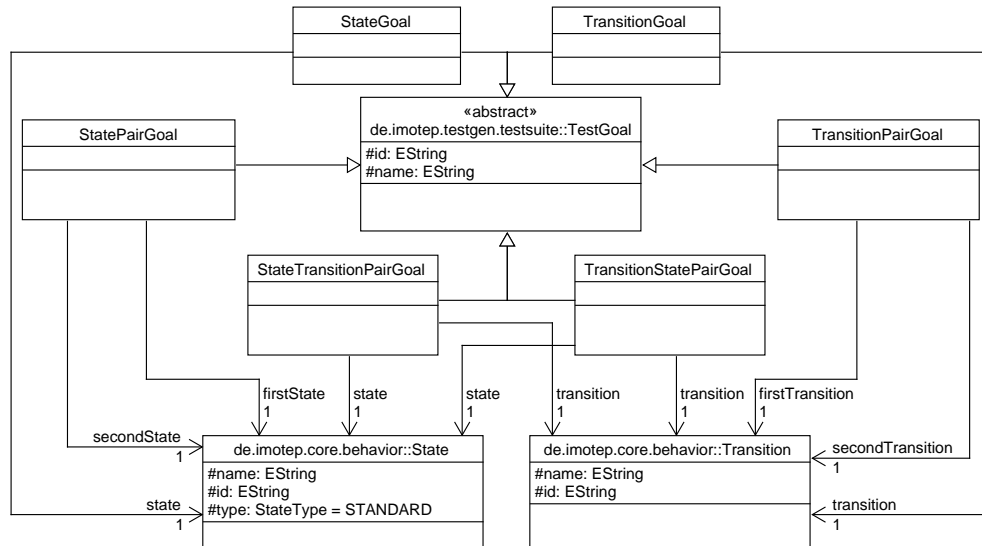 StateGoal
TransitionGoal
«abstract»
de.imotep.testgen.testsuite::TestGoal
#id: EString
#name: EString
StatePairGoal
TransitionPairGoal
StateTransitionPairGoal
TransitionStatePairGoal
firstState
1
state
1
state
1
transition
1
transition
1
firstTransition
1
secondState
1
de.imotep.core.behavior::State
#name: EString
#id: EString
#type: StateType = STANDARD
de.imotep.core.behavior::Transition
#name: EString
#id: EString
secondTransition
1
state
1
transition
1